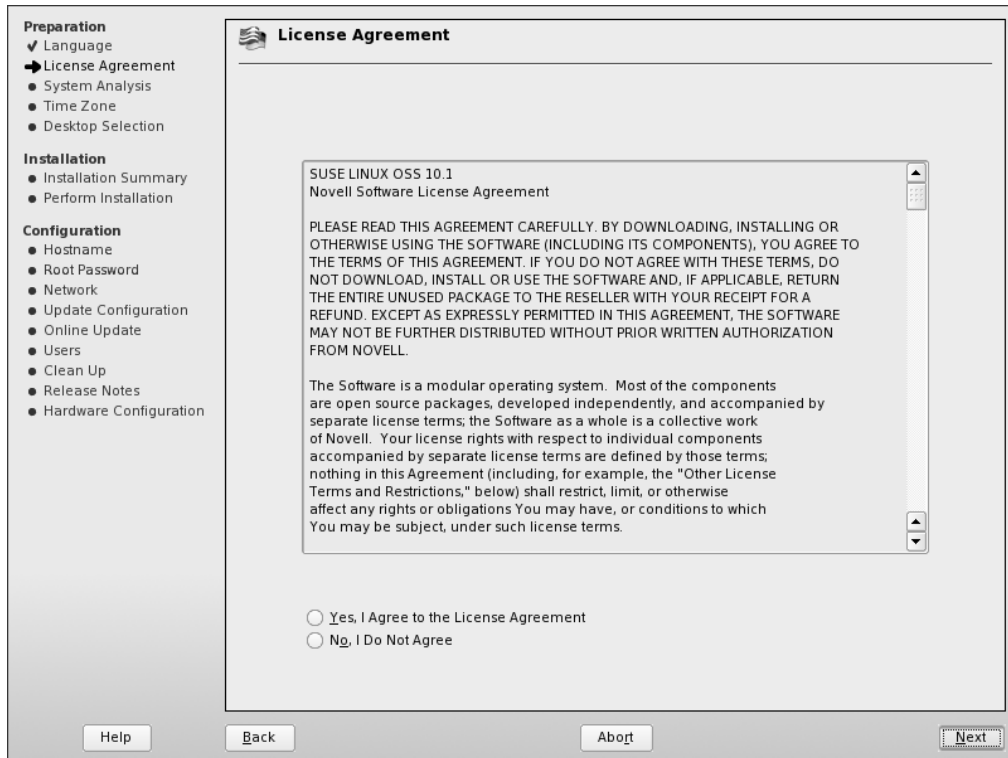 Preparation
Language
License Agreement
System Analysis
Time Zone
Desktop Selection
Installation
Installation Summary
Perform Installation
Configuration
Hostname
Root Password
Network
Update Configuration
Online Update
Users
Clean Up
Release Notes
Hardware Configuration
License Agreement
SUSE LINUX OSS 10.1
Novell Software License Agreement
PLEASE READ THIS AGREEMENT CAREFULLY. BY DOWNLOADING, INSTALLING OR
OTHERWISE USING THE SOFTWARE (INCLUDING ITS COMPONENTS), YOU AGREE TO
THE TERMS OF THIS AGREEMENT. IF YOU DO NOT AGREE WITH THESE TERMS, DO
NOT DOWNLOAD, INSTALL OR USE THE SOFTWARE AND, IF APPLICABLE, RETURN
THE ENTIRE UNUSED PACKAGE TO THE RESELLER WITH YOUR RECEIPT FOR A
REFUND. EXCEPT AS EXPRESSLY PERMITTED IN THIS AGREEMENT, THE SOFTWARE
MAY NOT BE FURTHER DISTRIBUTED WITHOUT PRIOR WRITTEN AUTHORIZATION
FROM NOVELL.
The Software is a modular operating system.  Most of the components
are open source packages, developed independently, and accompanied by
separate license terms; the Software as a whole is a collective work
of Novell.  Your license rights with respect to individual components
accompanied by separate license terms are defined by those terms;
nothing in this Agreement (including, for example, the "Other License
Terms and Restrictions," below) shall restrict, limit, or otherwise
affect any rights or obligations You may have, or conditions to which
You may be subject, under such license terms.
Yes, I Agree to the License Agreement
No, I Do Not Agree
Help
Back
Abort
Next